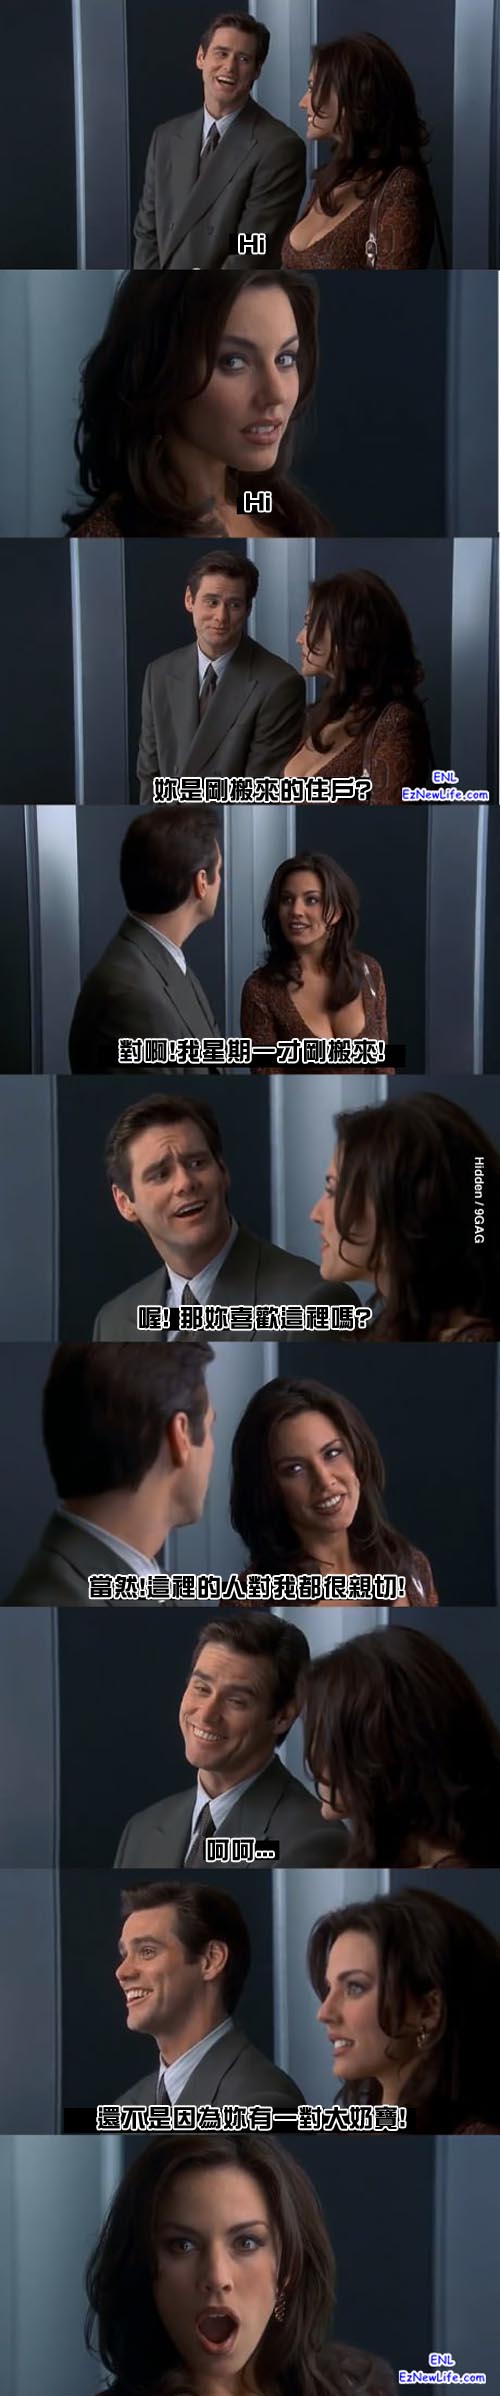 Hi
Hi
妳是剛搬來的住戶?
ENL
EzNewLife.com
對啊!我星期一才剛搬來!
Hidden / 9GAG
喔! 那妳喜歡這裡嗎?
當然!這裡的人對我都很親切!
呵呵...
還不是因為妳有一對大奶寶!
ENL
EzNewLife.com